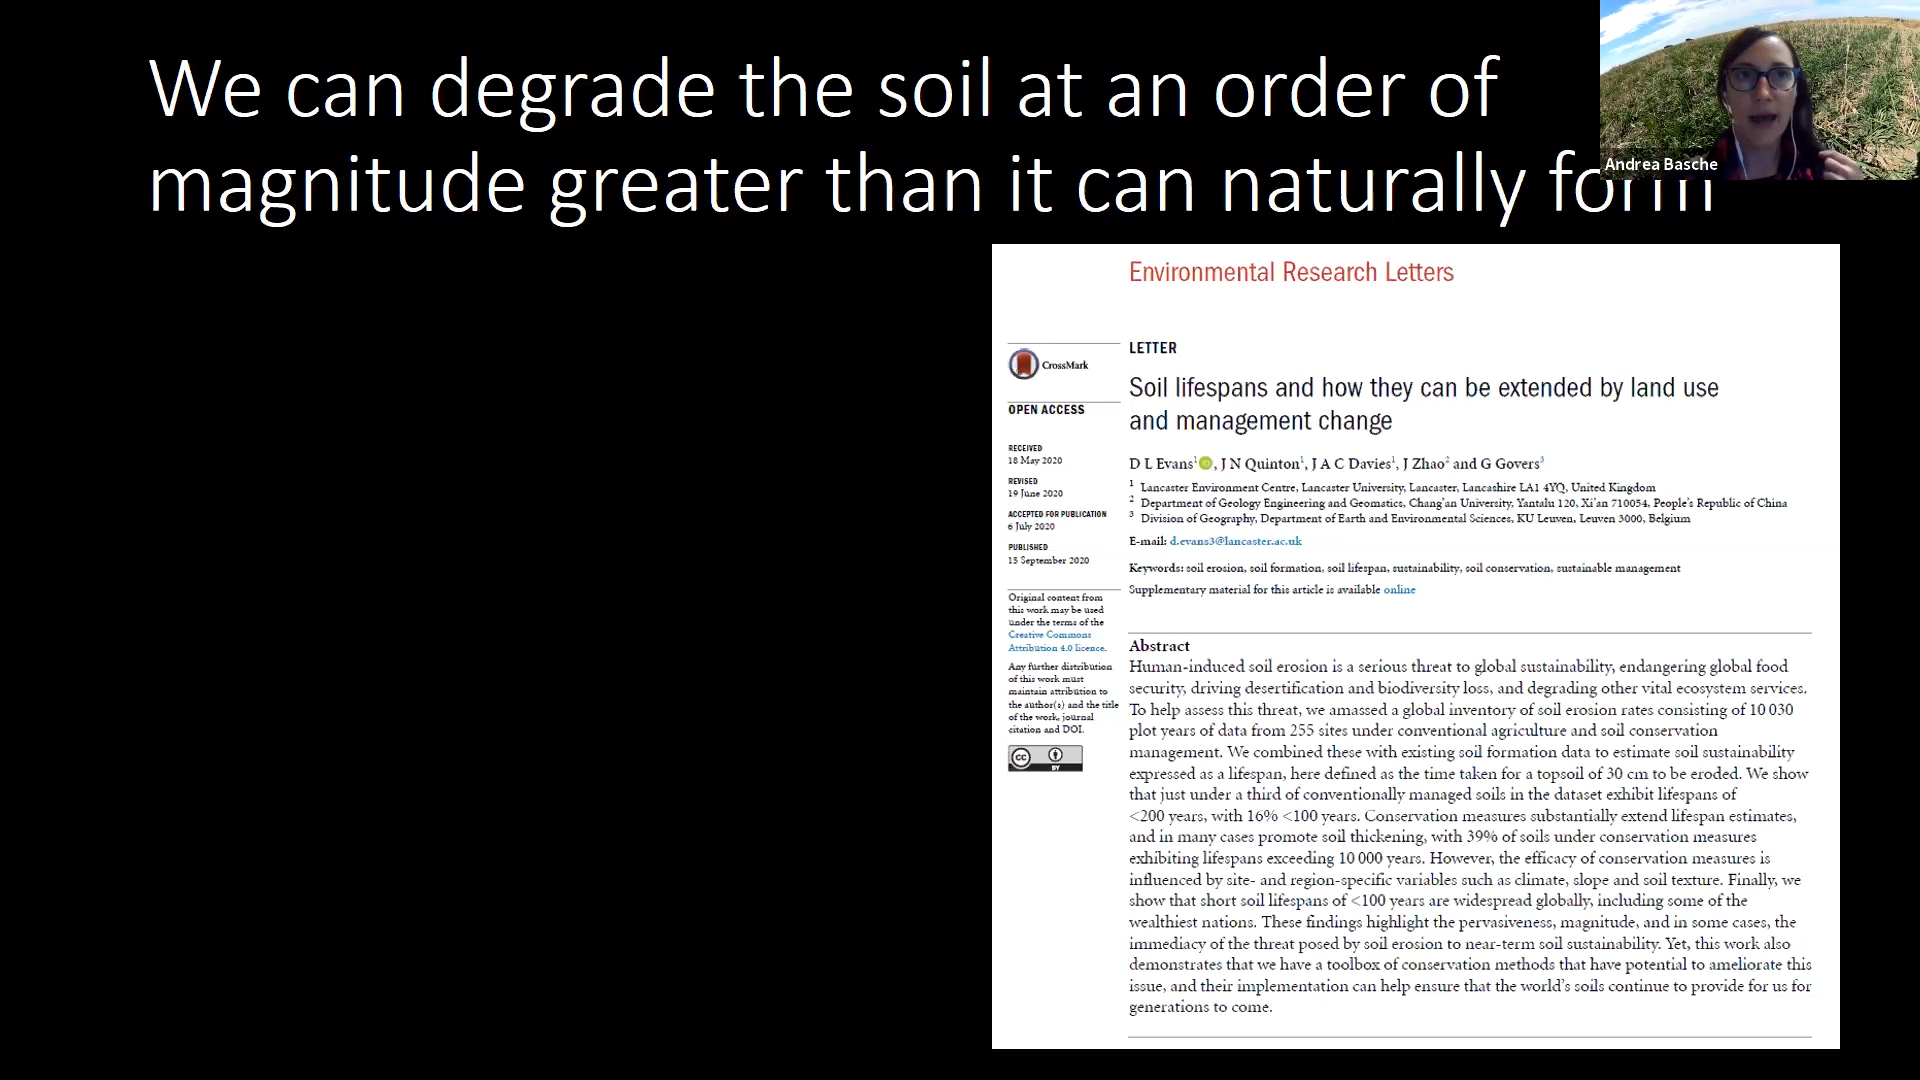 We can degrade the soil at an order of
magnitude greater than it can naturally form
Andrea Basche
Environmental Research Letters
CrossMark
OPEN ACCESS
RECEIVED
18 May 2020
REVISED
19 June 2020
ACCEPTED FOR PUBLICATION
6 July 2020
PUBLISHED
15 September 2020
Original content from
this work may be used
under the terms of the
Creative Commons
Attribution 4.0 licence.
Any further distribution
of this work must
maintain attribution to
the author(s) and the title
of the work, journal
citation and DOI.
cc
BY
LETTER
Soil lifespans and how they can be extended by land use
and management change
D L Evans1 iD, J N Quinton1, J A C Davies1, J Zhao2 and G Govers3
1 Lancaster Environment Centre, Lancaster University, Lancaster, Lancashire LA1 4YQ, United Kingdom
2 Department of Geology Engineering and Geomatics, Chang'an University, Yantalu 120, Xi'an 710054, People's Republic of China
3 Division of Geography, Department of Earth and Environmental Sciences, KU Leuven, Leuven 3000, Belgium
E-mail: d.evans3@lancaster.ac.uk
Keywords: soil erosion, soil formation, soil lifespan, sustainability, soil conservation, sustainable management
Supplementary material for this article is available online
Abstract
Human-induced soil erosion is a serious threat to global sustainability, endangering global food
security, driving desertification and biodiversity loss, and degrading other vital ecosystem services.
To help assess this threat, we amassed a global inventory of soil erosion rates consisting of 10 030
plot years of data from 255 sites under conventional agriculture and soil conservation
management. We combined these with existing soil formation data to estimate soil sustainability
expressed as a lifespan, here defined as the time taken for a topsoil of 30 cm to be eroded. We show
that just under a third of conventionally managed soils in the dataset exhibit lifespans of
<200 years, with 16% <100 years. Conservation measures substantially extend lifespan estimates,
and in many cases promote soil thickening, with 39% of soils under conservation measures
exhibiting lifespans exceeding 10 000 years. However, the efficacy of conservation measures is
influenced by site- and region-specific variables such as climate, slope and soil texture. Finally, we
show that short soil lifespans of <100 years are widespread globally, including some of the
wealthiest nations. These findings highlight the pervasiveness, magnitude, and in some cases, the
immediacy of the threat posed by soil erosion to near-term soil sustainability. Yet, this work also
demonstrates that we have a toolbox of conservation methods that have potential to ameliorate this
issue, and their implementation can help ensure that the world's soils continue to provide for us for
generations to come.